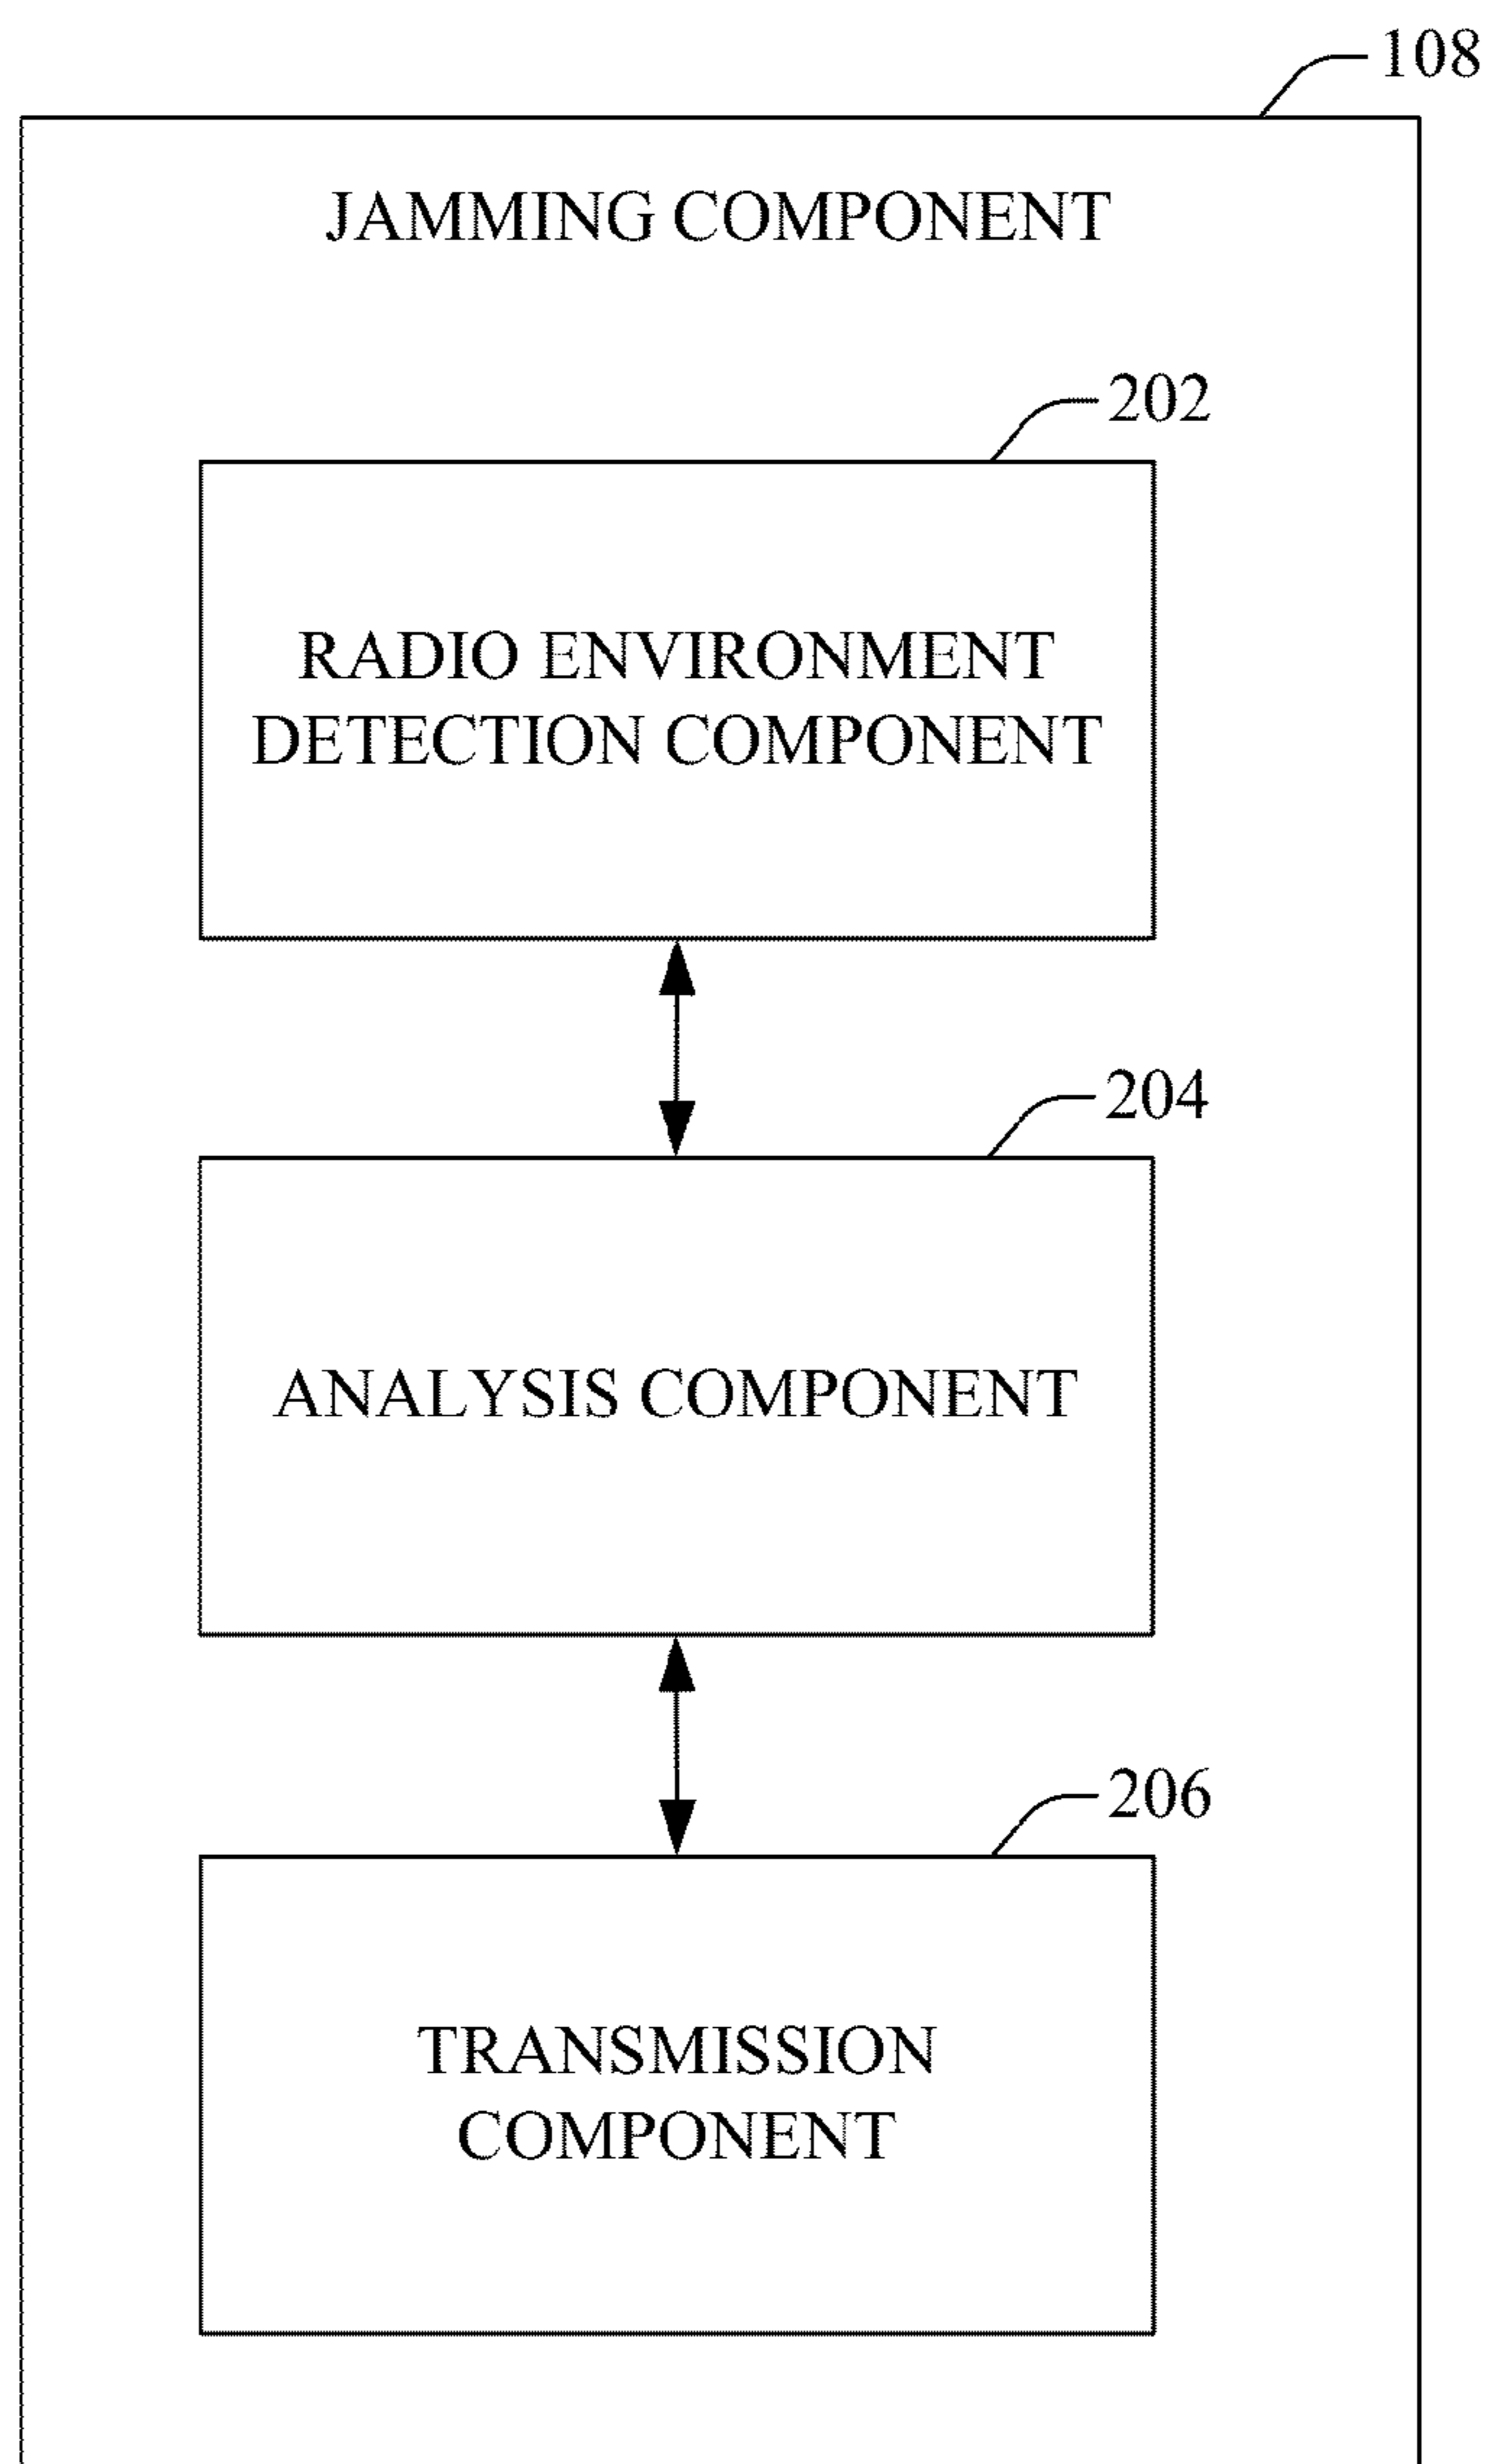 108
JAMMING COMPONENT
202
RADIO ENVIRONMENT
DETECTION COMPONENT
204
ANALYSIS COMPONENT
206
TRANSMISSION
COMPONENT